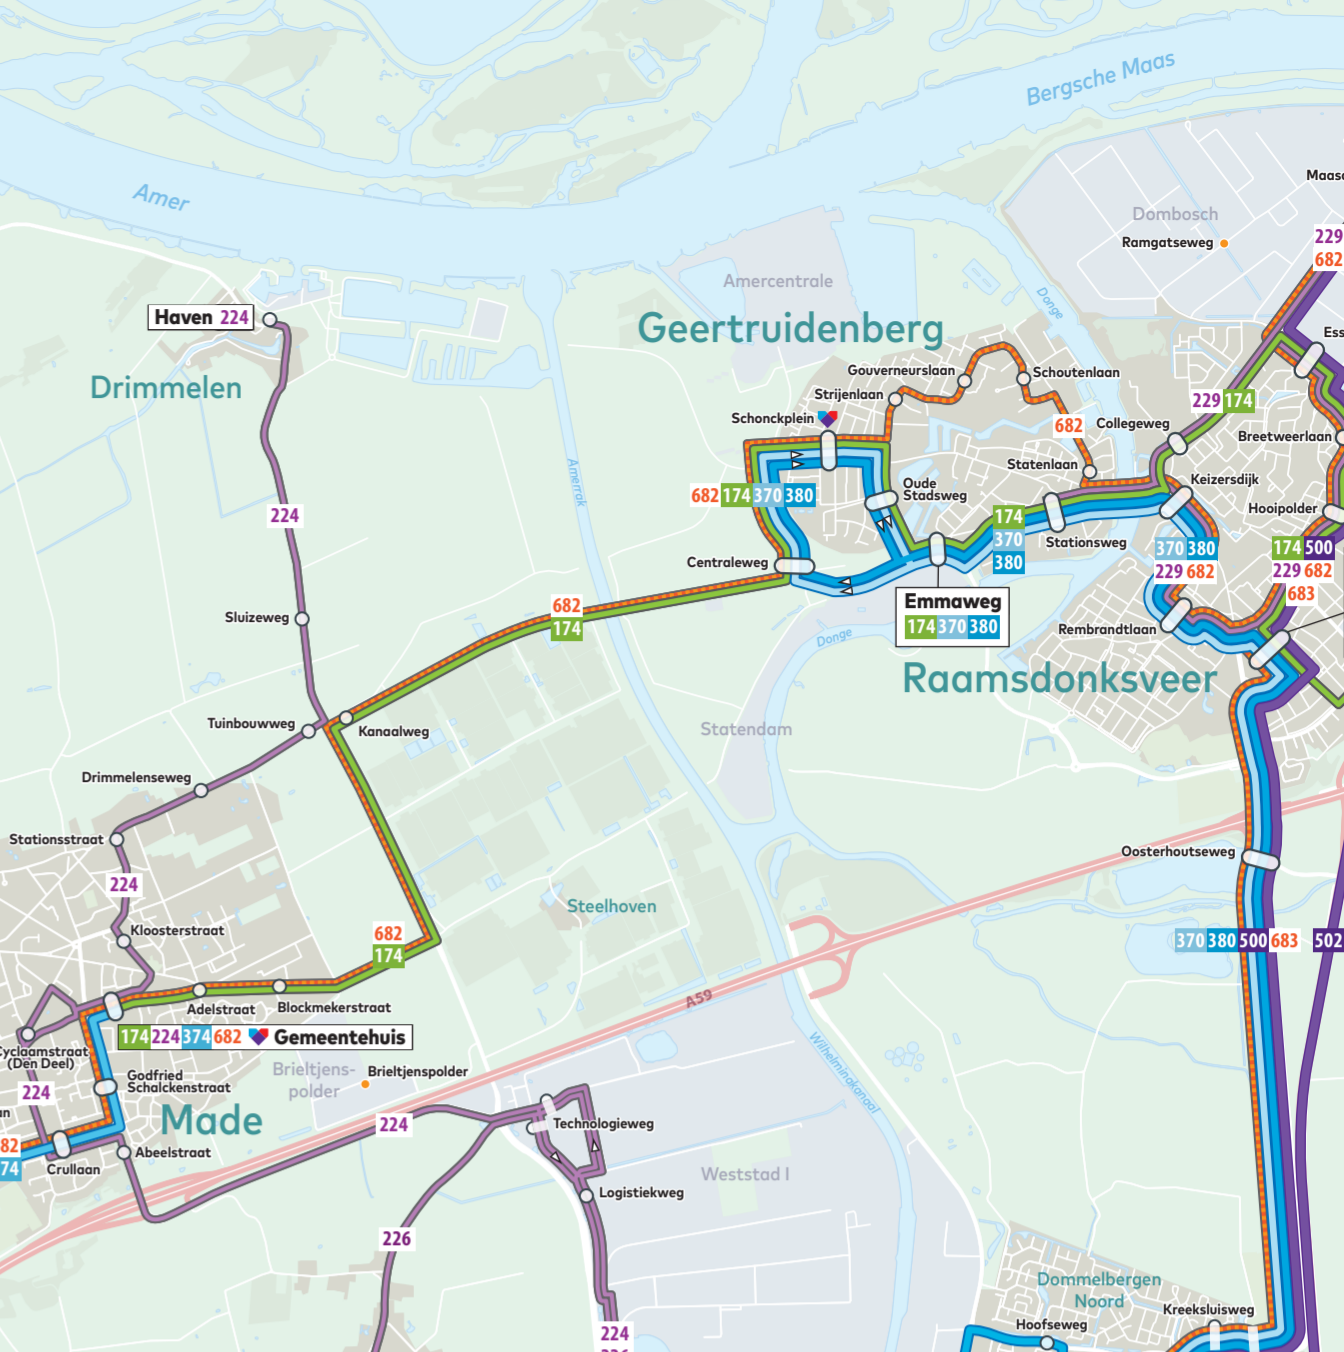 Bergsche Maas
Amer
Maas
Dombosch
Ramgatseweg
229
682
Amercentrale
Donge
Haven 224
Geertruidenberg
Drimmelen
Gouverneurslaan
Schoutenlaan
Strijenlaan
Schonckplein
229 174
682
Collegeweg
Breetweerlaan
Amerrak
Statenlaan
Keizersdijk
682 174 370 380
Oude
Stadsweg
Hooipolder
224
174
370
380
Stationsweg
370 380
229 682
174 500
229 682
683
Centraleweg
682
174
Emmaweg
174 370 380
Sluizeweg
Donge
Rembrandtlaan
Raamsdonksveer
Tuinbouwweg
Kanaalweg
Statendam
Drimmelenseweg
Stationsstraat
Oosterhoutseweg
224
Steelhoven
Kloosterstraat
682
174
370 380 500 683
502
A59
Adelstraat
Blockmekerstraat
174 224 374 682 Gemeentehuis
Cyclaamstraat
(Den Deel)
Godfried
Schalckenstraat
Brieltjens-
polder
Brieltjenspolder
Wilhelminakanaal
224
Made
224
Technologieweg
82
74
Crullaan
Abeelstraat
Weststad I
Logistiekweg
226
Dommelbergen
Noord
Kreeksluisweg
Hoofseweg
224